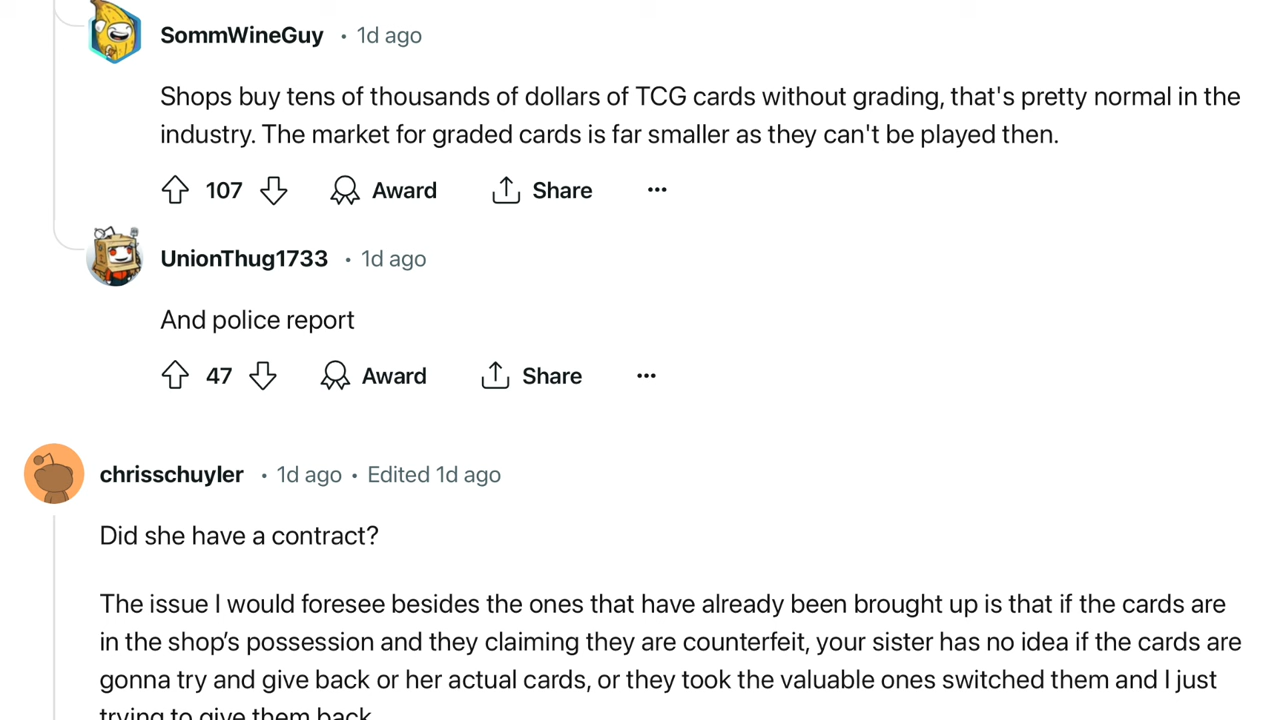 SommWineGuy • 1d ago
Shops buy tens of thousands of dollars of TCG cards without grading, that's pretty normal in the
industry. The market for graded cards is far smaller as they can't be played then.
107 Award Share •••
UnionThug1733 • 1d ago
And police report
47 Award Share •••
chrisschuyler • 1d ago • Edited 1d ago
Did she have a contract?
The issue I would foresee besides the ones that have already been brought up is that if the cards are
in the shop’s possession and they claiming they are counterfeit, your sister has no idea if the cards are
gonna try and give back or her actual cards, or they took the valuable ones switched them and I just
trying to give them back